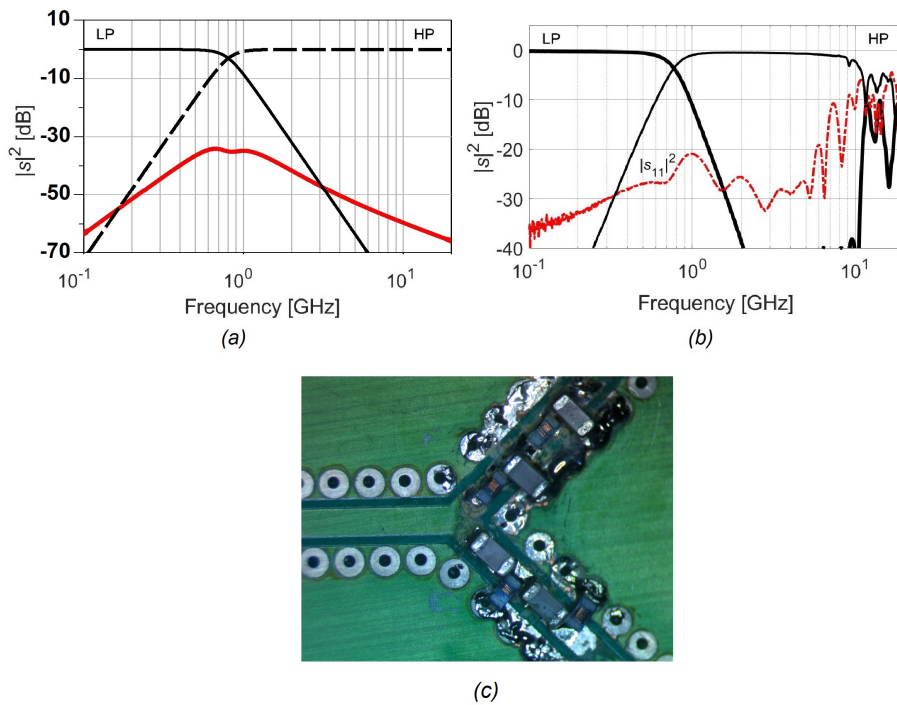 10
LP
HP
-10
-30
-50
-70
|s|² [dB]
10⁻¹
10⁰
10¹
Frequency [GHz]
(a)
LP
HP
0
-10
-20
-30
-40
|s|² [dB]
|s₁₁|²
10⁻¹
10⁰
10¹
Frequency [GHz]
(b)
(c)